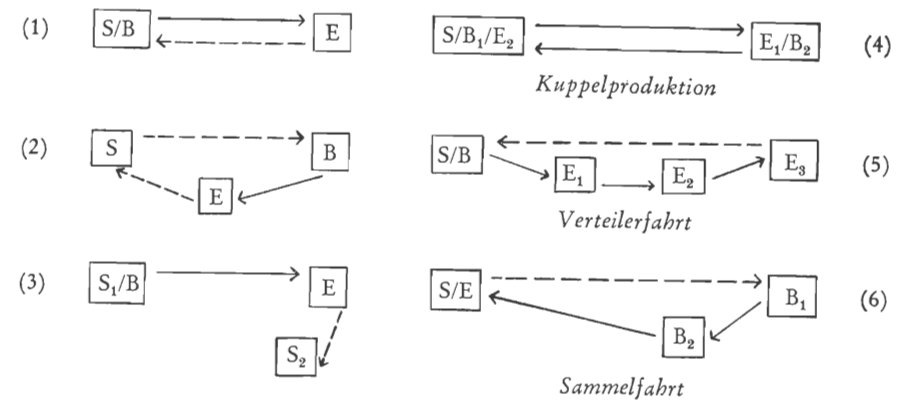 (1) S/B E
S/B₁/E₂ E₁/B₂ (4)
Kuppelproduktion
(2) S B
E
S/B E₁ E₂ E₃ (5)
Verteilerfahrt
(3) S₁/B E
S₂
S/E B₁ (6)
B₂
Sammelfahrt